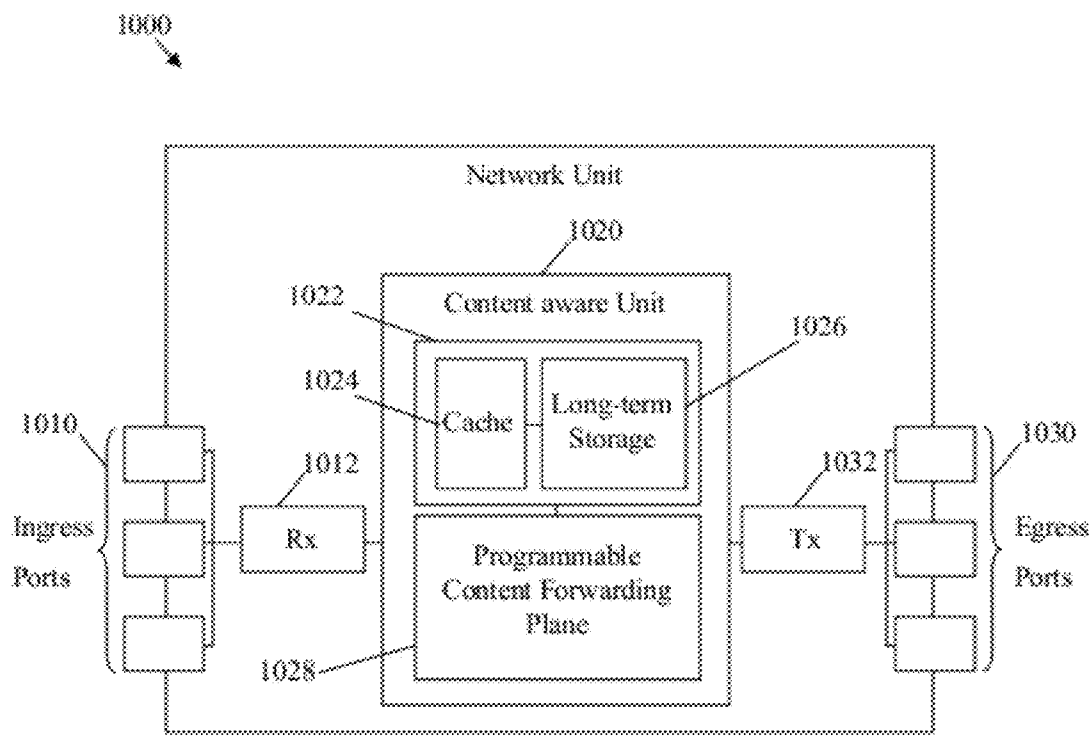 1000
Network Unit
1020
Content aware Unit
1022
1026
1024
Cache
Long-term
Storage
1010
1030
1012
1032
Ingress
Ports
Rx
Tx
Egress
Ports
Programmable
Content Forwarding
Plane
1028